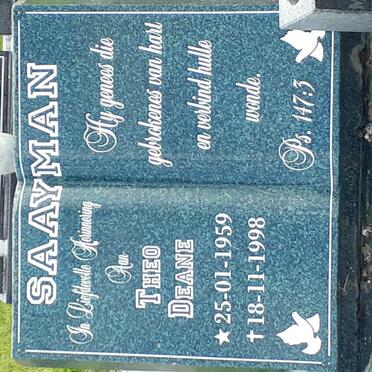 SAAYMAN
In Liefdevolle Herinnering
Aan
THEO
DEANE
★25-01-1959
✝18-11-1998
Hy genees die
gebrokenes van hart
en verbind hulle
wonde.
Ps. 147:3